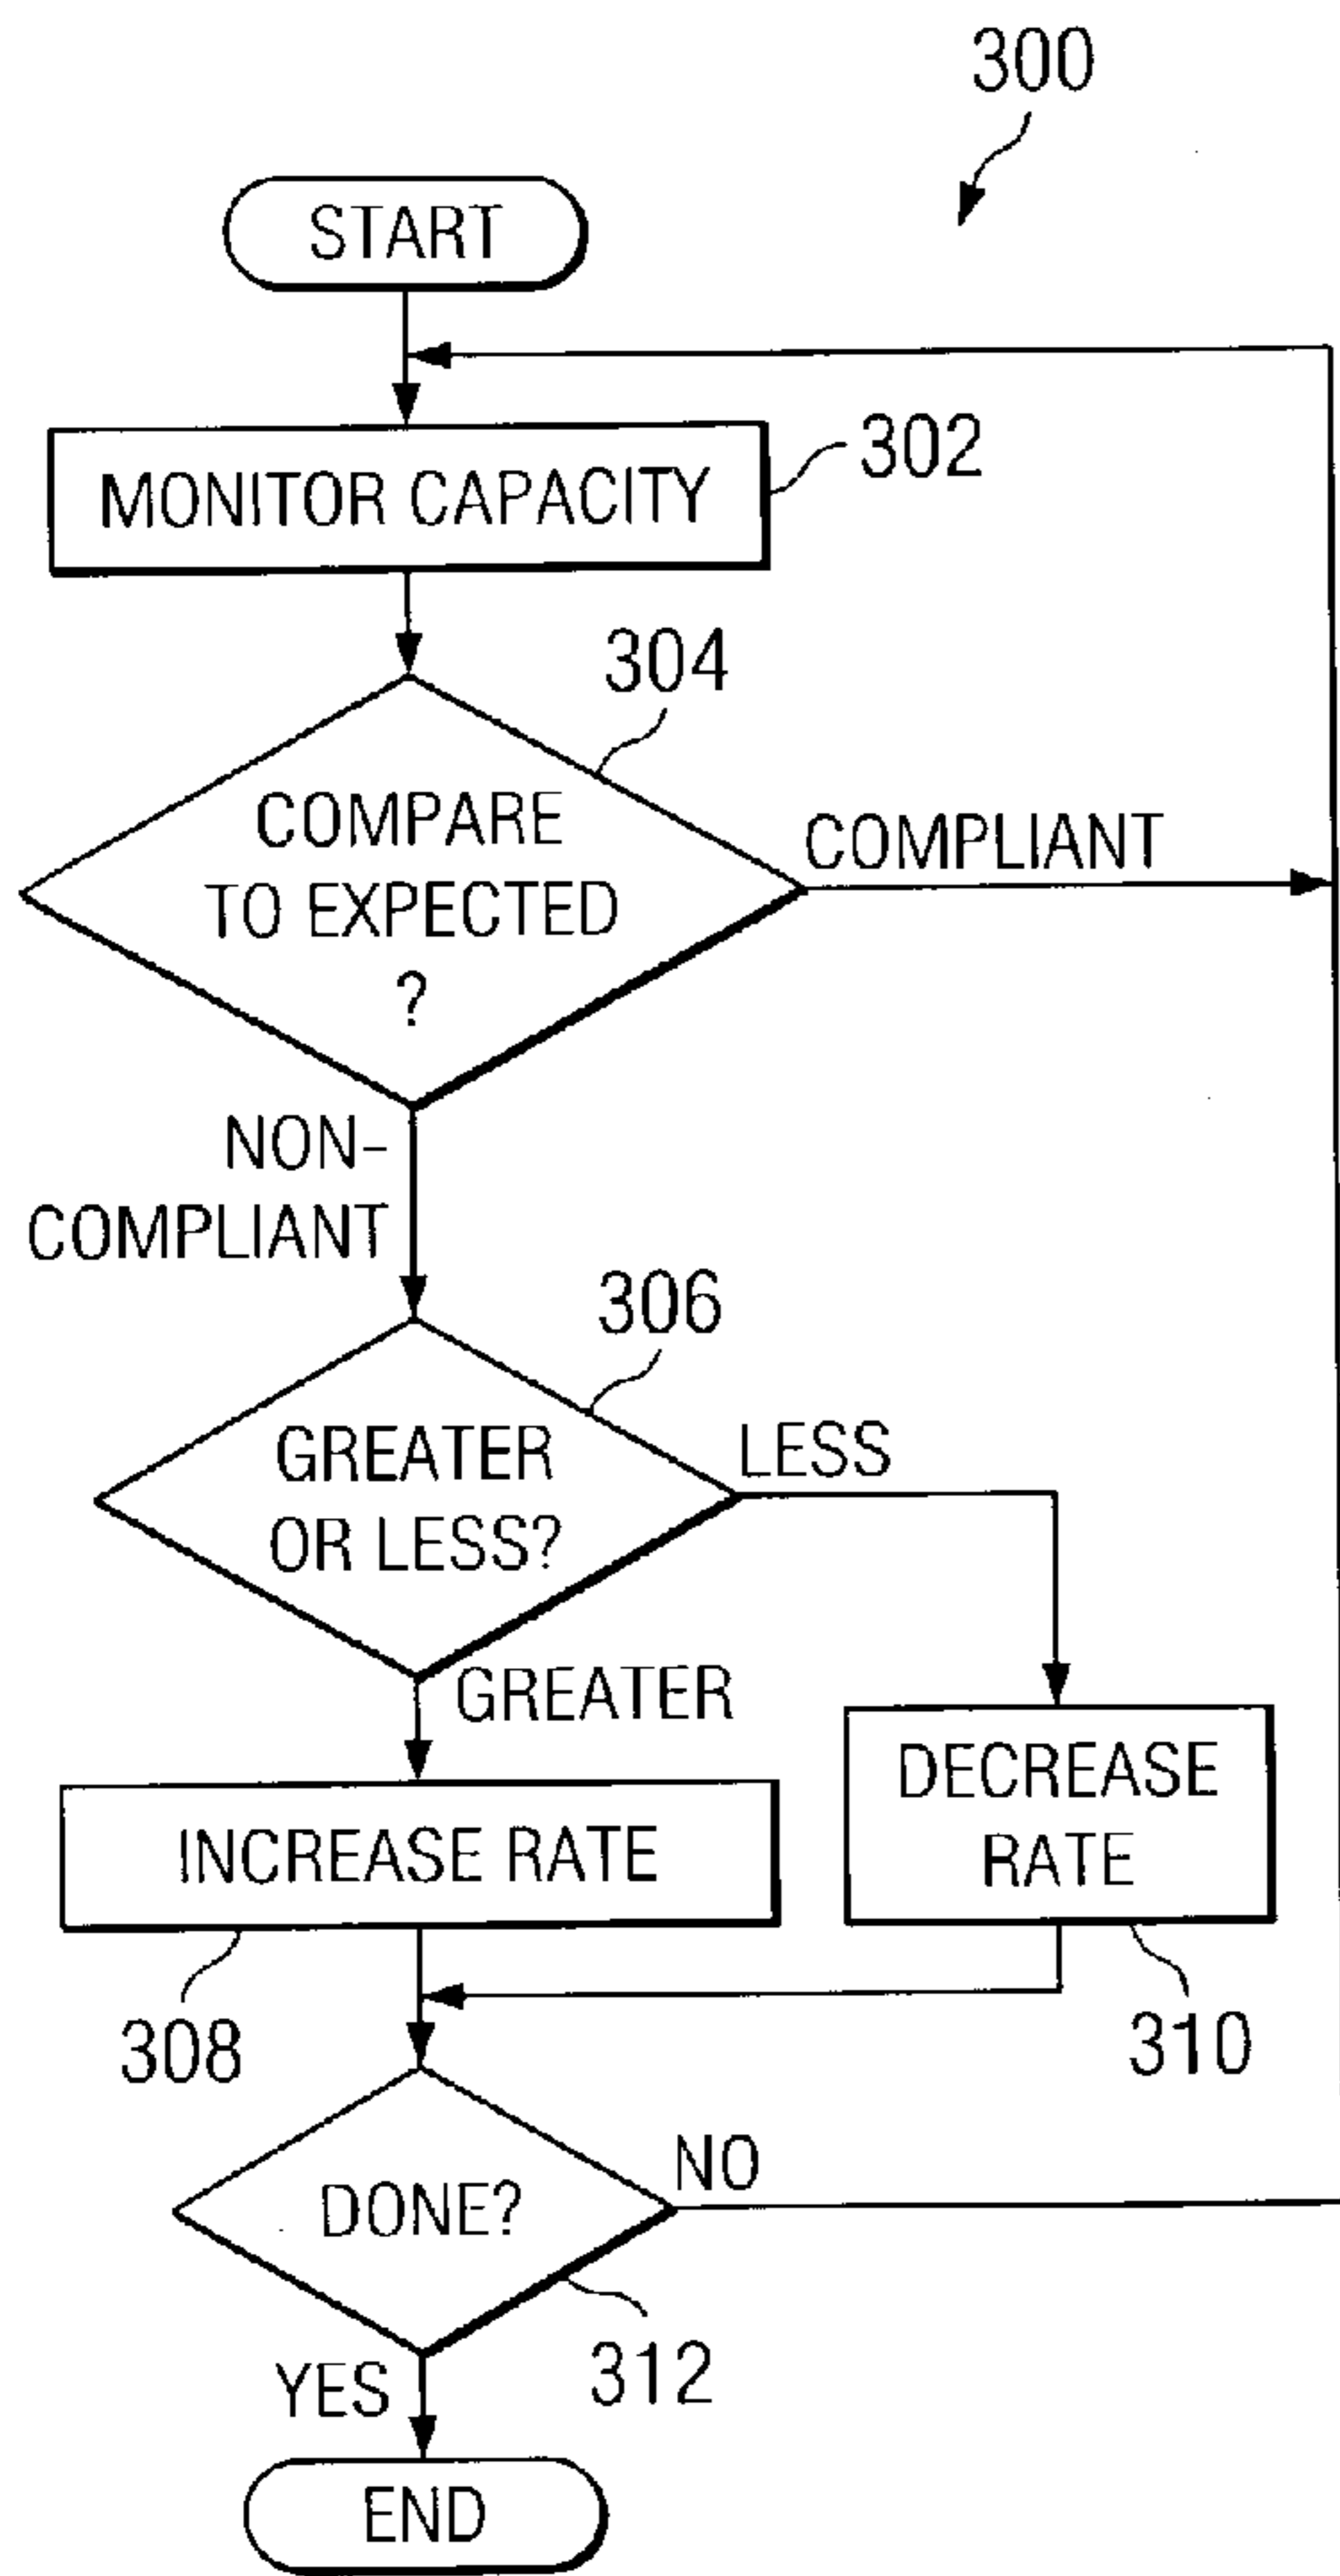 300
START
MONITOR CAPACITY
302
304
COMPARE
TO EXPECTED
?
COMPLIANT
NON-
COMPLIANT
306
GREATER
OR LESS?
LESS
GREATER
DECREASE
RATE
INCREASE RATE
308
310
DONE?
NO
312
YES
END